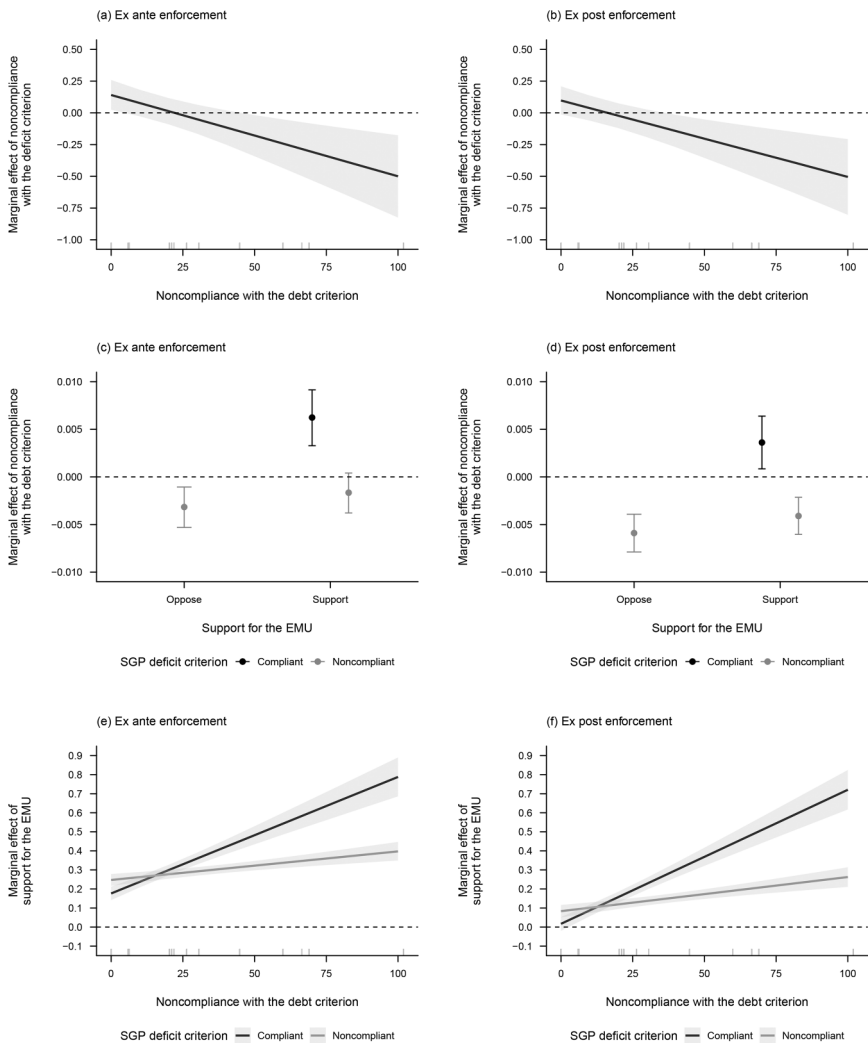 (a) Ex ante enforcement
Marginal effect of noncompliance
with the deficit criterion
0.50
0.25
0.00
−0.25
−0.50
−0.75
−1.00
0 25 50 75 100
Noncompliance with the debt criterion
(b) Ex post enforcement
Marginal effect of noncompliance
with the deficit criterion
0.50
0.25
0.00
−0.25
−0.50
−0.75
−1.00
0 25 50 75 100
Noncompliance with the debt criterion
(c) Ex ante enforcement
Marginal effect of noncompliance
with the debt criterion
0.010
0.005
0.000
−0.005
−0.010
Oppose Support
Support for the EMU
SGP deficit criterion Compliant Noncompliant
(d) Ex post enforcement
Marginal effect of noncompliance
with the debt criterion
0.010
0.005
0.000
−0.005
−0.010
Oppose Support
Support for the EMU
SGP deficit criterion Compliant Noncompliant
(e) Ex ante enforcement
Marginal effect of
support for the EMU
0.9
0.8
0.7
0.6
0.5
0.4
0.3
0.2
0.1
0.0
−0.1
0 25 50 75 100
Noncompliance with the debt criterion
SGP deficit criterion Compliant Noncompliant
(f) Ex post enforcement
Marginal effect of
support for the EMU
0.9
0.8
0.7
0.6
0.5
0.4
0.3
0.2
0.1
0.0
−0.1
0 25 50 75 100
Noncompliance with the debt criterion
SGP deficit criterion Compliant Noncompliant